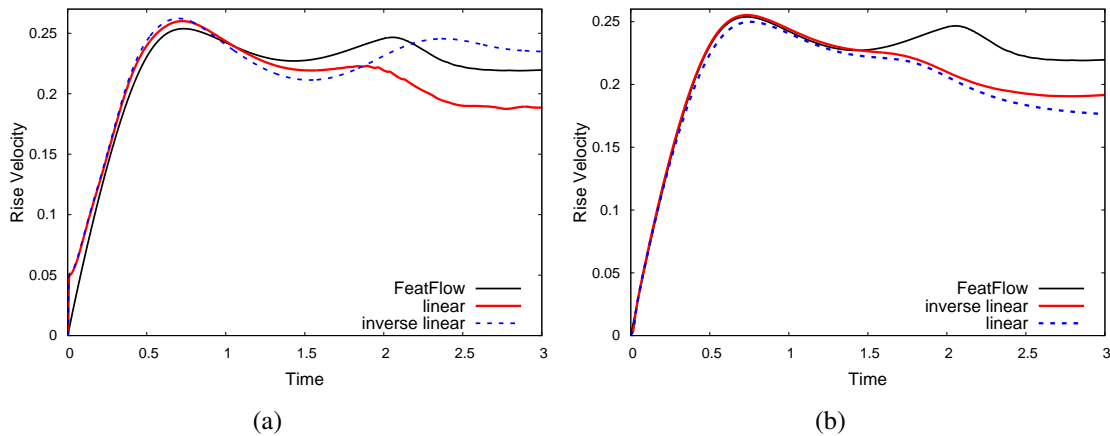 0.25
0.2
0.15
0.1
0.05
0
Rise Velocity
FeatFlow
linear
inverse linear
0 0.5 1 1.5 2 2.5 3
Time
(a)
0.25
0.2
0.15
0.1
0.05
0
Rise Velocity
FeatFlow
inverse linear
linear
0 0.5 1 1.5 2 2.5 3
Time
(b)